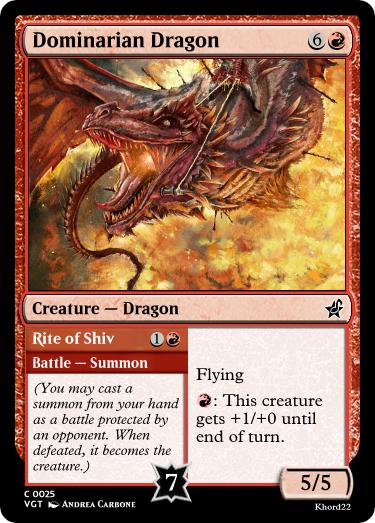 Dominarian Dragon 6
Creature — Dragon
Rite of Shiv 1
Battle — Summon
(You may cast a
summon from your hand
as a battle protected by
an opponent. When
defeated, it becomes the
creature.)
7
Flying
: This creature
gets +1/+0 until
end of turn.
5/5
C 0025
VGT Andrea Carbone
Khord22